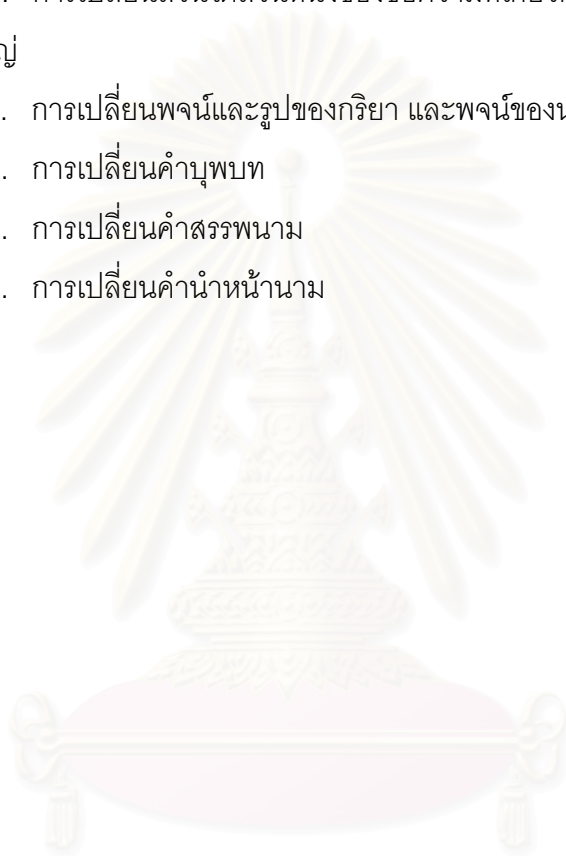 ญ่
. การเปลี่ยนพจน์และรูปของกริยา และพจน์ของ
. การเปลี่ยนคำบุพบท
. การเปลี่ยนคำสรรพนาม
. การเปลี่ยนคำนำหน้านาม